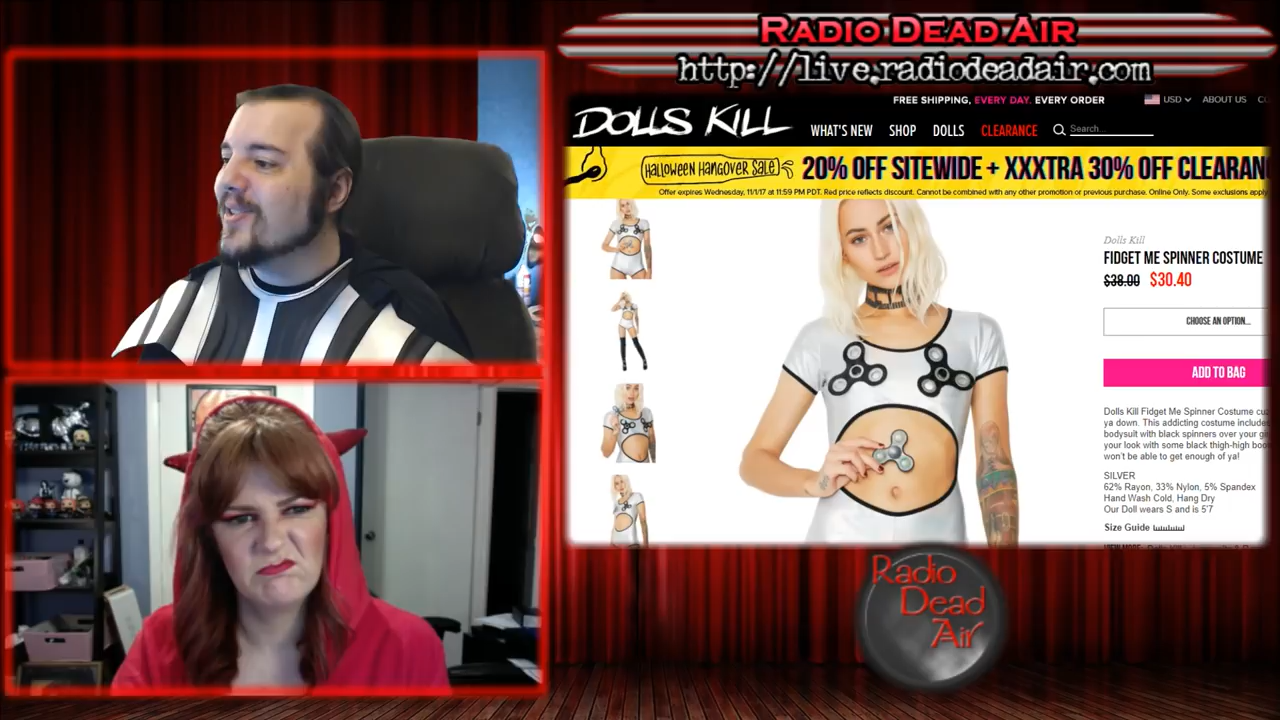 RADIO DEAD AIR
http://live.radiodeadair.com
FREE SHIPPING, EVERY DAY. EVERY ORDER
USD
ABOUT US
DOLLS KILL
WHAT'S NEW
SHOP
DOLLS
CLEARANCE
Search...
HALLOWEEN HANGOVER SALE!
20% OFF SITEWIDE + XXXTRA 30% OFF CLEARAN
Offer expires Wednesday, 11/1/17 at 11:59 PM PDT. Red price reflects discount. Cannot be combined with any other promotion or previous purchase. Online Only. Some exclusions apply
Dolls Kill
FIDGET ME SPINNER COSTUME
$38.00 $30.40
CHOOSE AN OPTION...
ADD TO BAG
Dolls Kill Fidget Me Spinner Costume cuz
ya down. This addicting costume includes
bodysuit with black spinners over your
your look with some black thigh-high
won't be able to get enough of ya!
SILVER
62% Rayon, 33% Nylon, 5% Spandex
Hand Wash Cold, Hang Dry
Our Doll wears S and is 5'7
Size Guide
Radio
Dead
Air